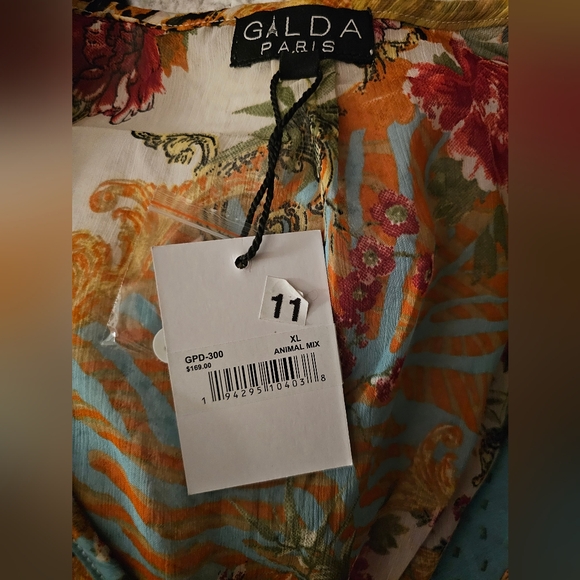 GALDA
PARIS
11
XL
GPD-300 ANIMAL MIX
$169.00
1 94295 10403 8